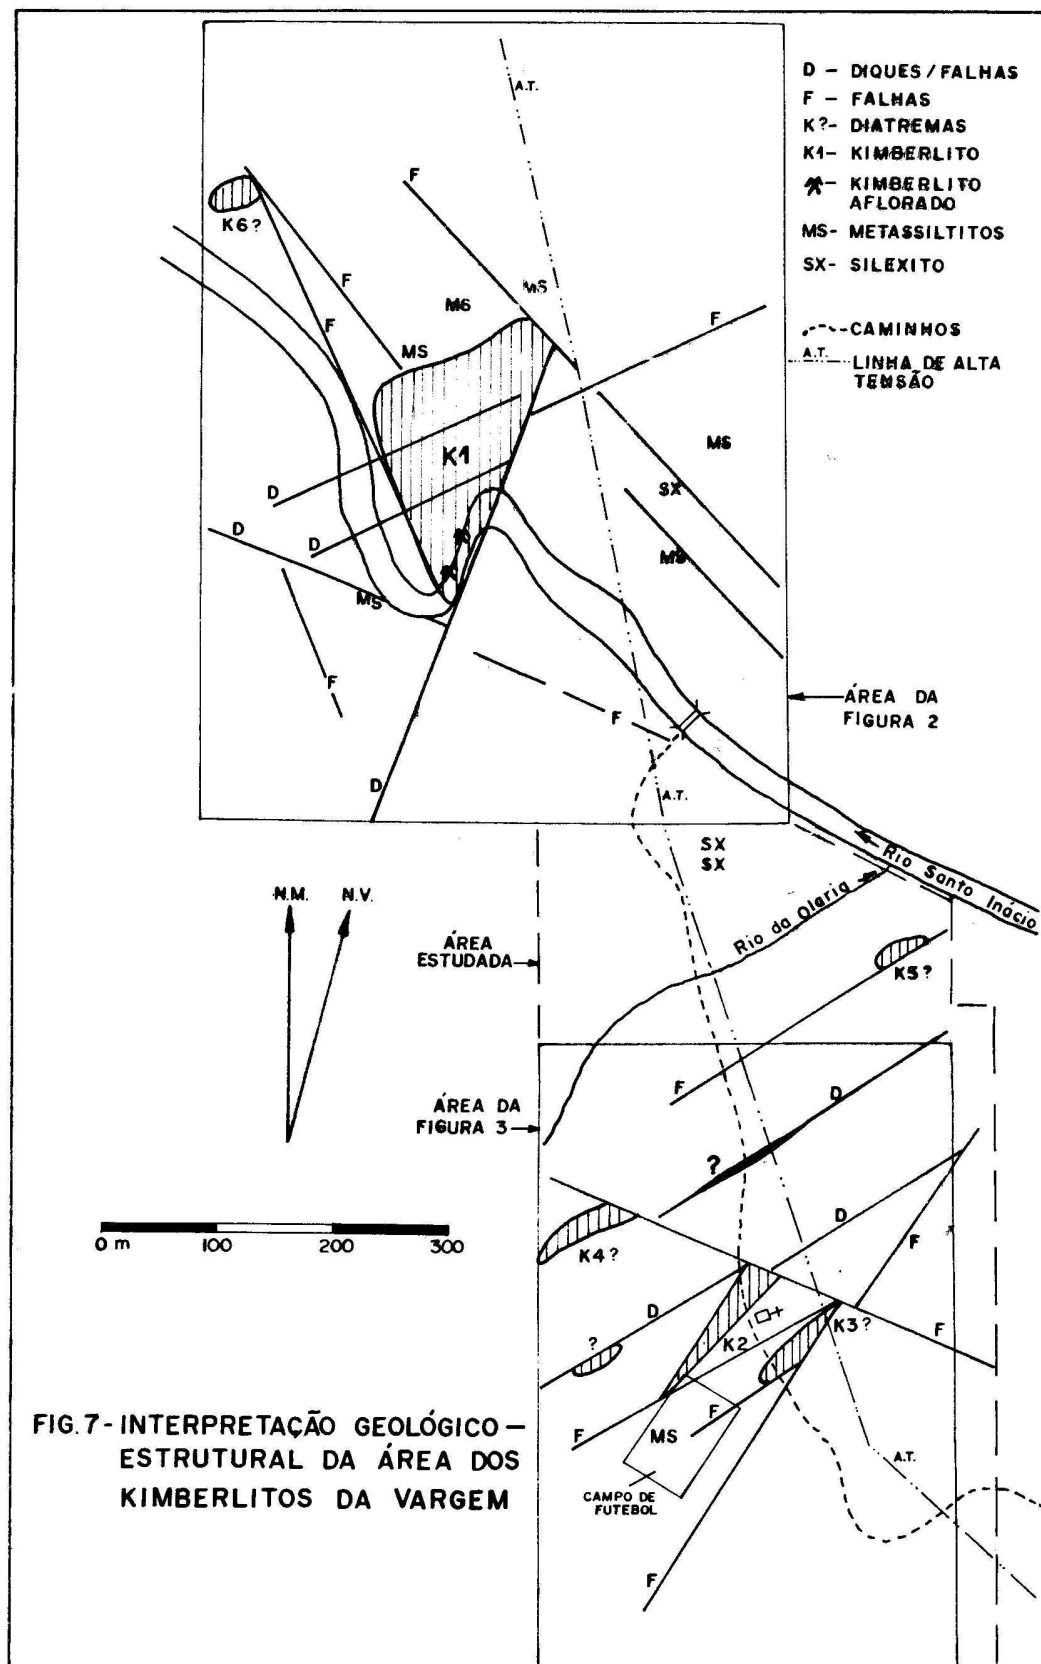 A.T.
D - DIQUES / FALHAS
F - FALHAS
K?- DIATREMAS
K1- KIMBERLITO
- KIMBERLITO
AFLORADO
MS- METASSILTITOS
SX- SILEXITO
CAMINHOS
A.T.
LINHA DE ALTA
TENSÃO
F
K6?
F
F
MS
M6
MS
F
K1
MS
SX
MS
D
D
D
MS
F
F
D
ÁREA DA
FIGURA 2
A.T.
SX
SX
Rio Santo Inácio
Rio da Olaria
N.M.
N.V.
ÁREA
ESTUDADA
K5?
F
D
ÁREA DA
FIGURA 3
?
0 m
100
200
300
K4?
D
F
D
?
K2
K3?
F
F
MS
CAMPO DE
FUTEBOL
A.T.
F
FIG. 7- INTERPRETAÇÃO GEOLÓGICO —
ESTRUTURAL DA ÁREA DOS
KIMBERLITOS DA VARGEM